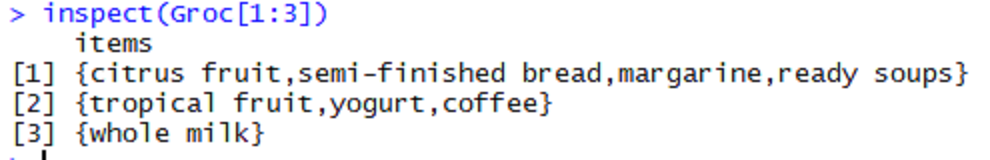 > inspect(Groc[1:3])
items
[1] {citrus fruit,semi-finished bread,margarine,ready soups}
[2] {tropical fruit,yogurt,coffee}
[3] {whole milk}
>